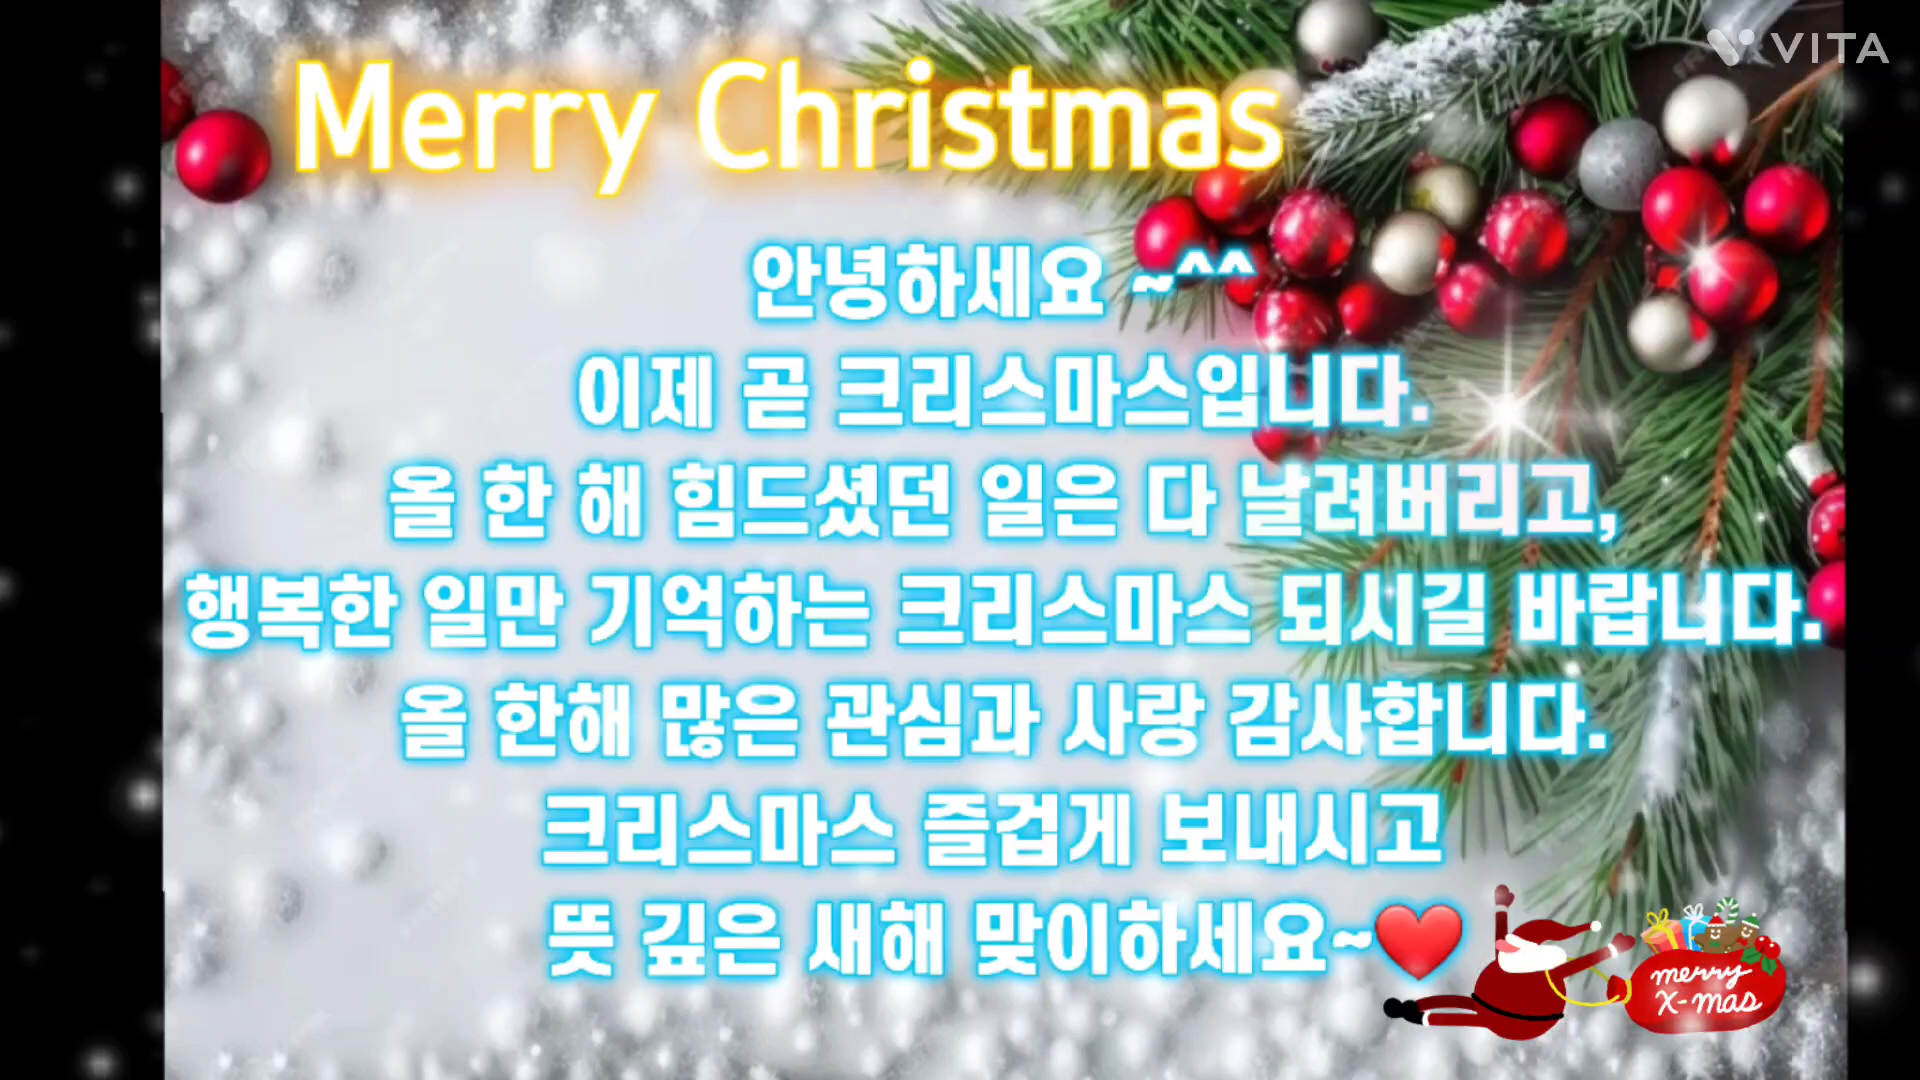 VITA
Merry Christmas
안녕하세요 ~^^
이제 곧 크리스마스입니다.
올 한 해 힘드셨던 일은 다 날려버리고,
행복한 일만 기억하는 크리스마스 되시길 바랍니다.
올 한해 많은 관심과 사랑 감사합니다.
크리스마스 즐겁게 보내시고
뜻 깊은 새해 맞이하세요~❤️
merry
x-mas